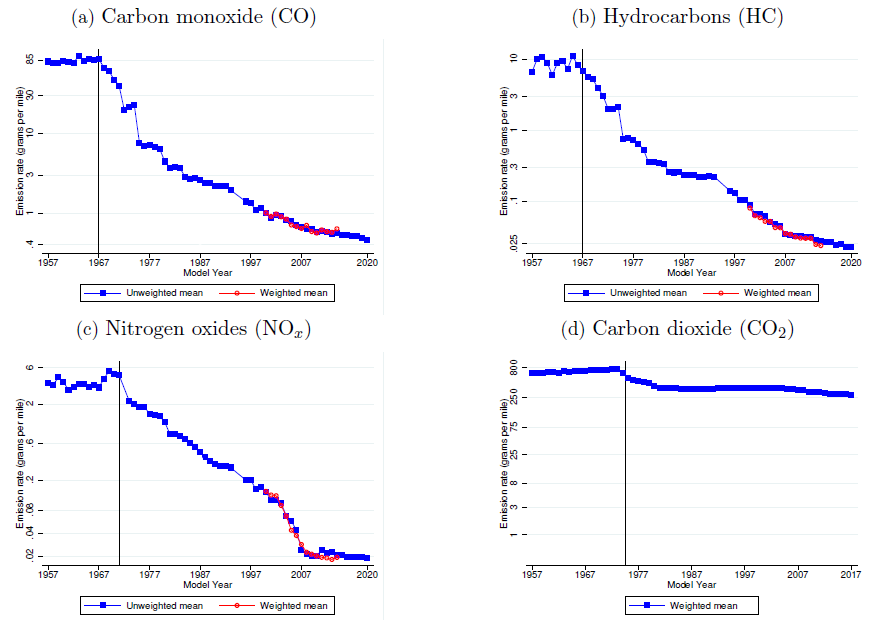 (a) Carbon monoxide (CO)
Emission rate (grams per mile)
85
30
10
3
1
.4
1957 1967 1977 1987 1997 2007 2020
Model Year
Unweighted mean Weighted mean
(b) Hydrocarbons (HC)
Emission rate (grams per mile)
10
3
1
.3
.1
.025
1957 1967 1977 1987 1997 2007 2020
Model Year
Unweighted mean Weighted mean
(c) Nitrogen oxides (NOx)
Emission rate (grams per mile)
6
2
.6
.2
.08
.04
.02
1957 1967 1977 1987 1997 2007 2020
Model Year
Unweighted mean Weighted mean
(d) Carbon dioxide (CO2)
Emission rate (grams per mile)
800
250
75
25
8
3
1
1957 1967 1977 1987 1997 2007 2017
Model Year
Weighted mean